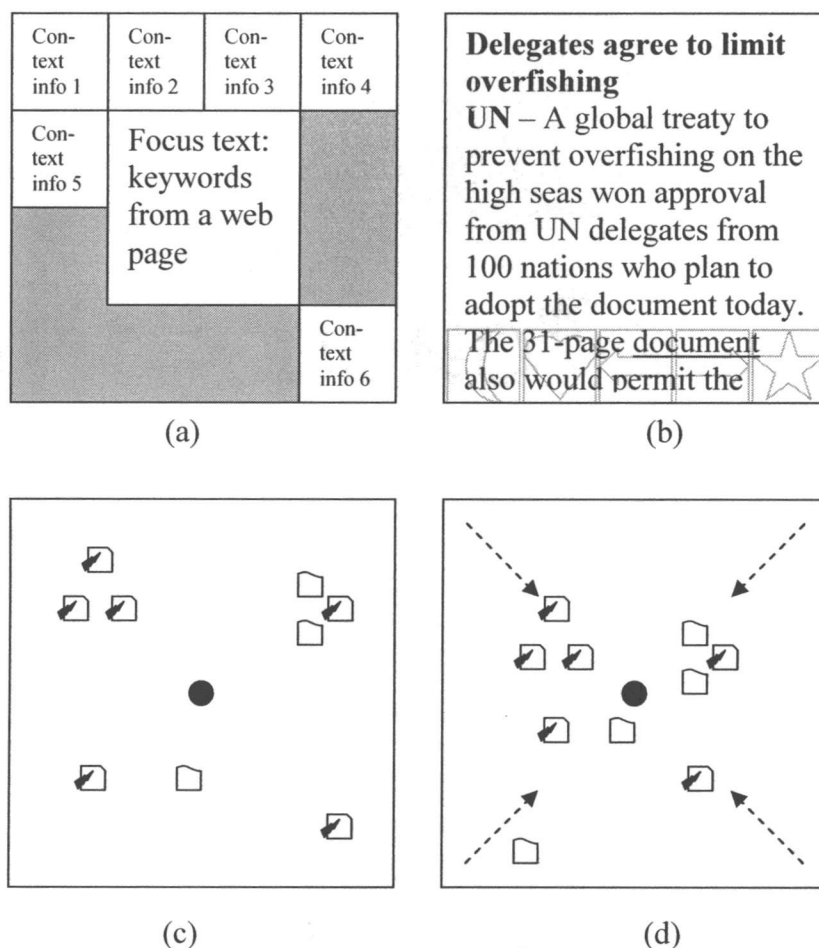 Con-
text
info 1
Con-
text
info 2
Con-
text
info 3
Con-
text
info 4
Con-
text
info 5
Focus text:
keywords
from a web
page
Con-
text
info 6
(a)
Delegates agree to limit
overfishing
UN – A global treaty to
prevent overfishing on the
high seas won approval
from UN delegates from
100 nations who plan to
adopt the document today.
The 31-page document
also would permit the
(b)
(c)
(d)